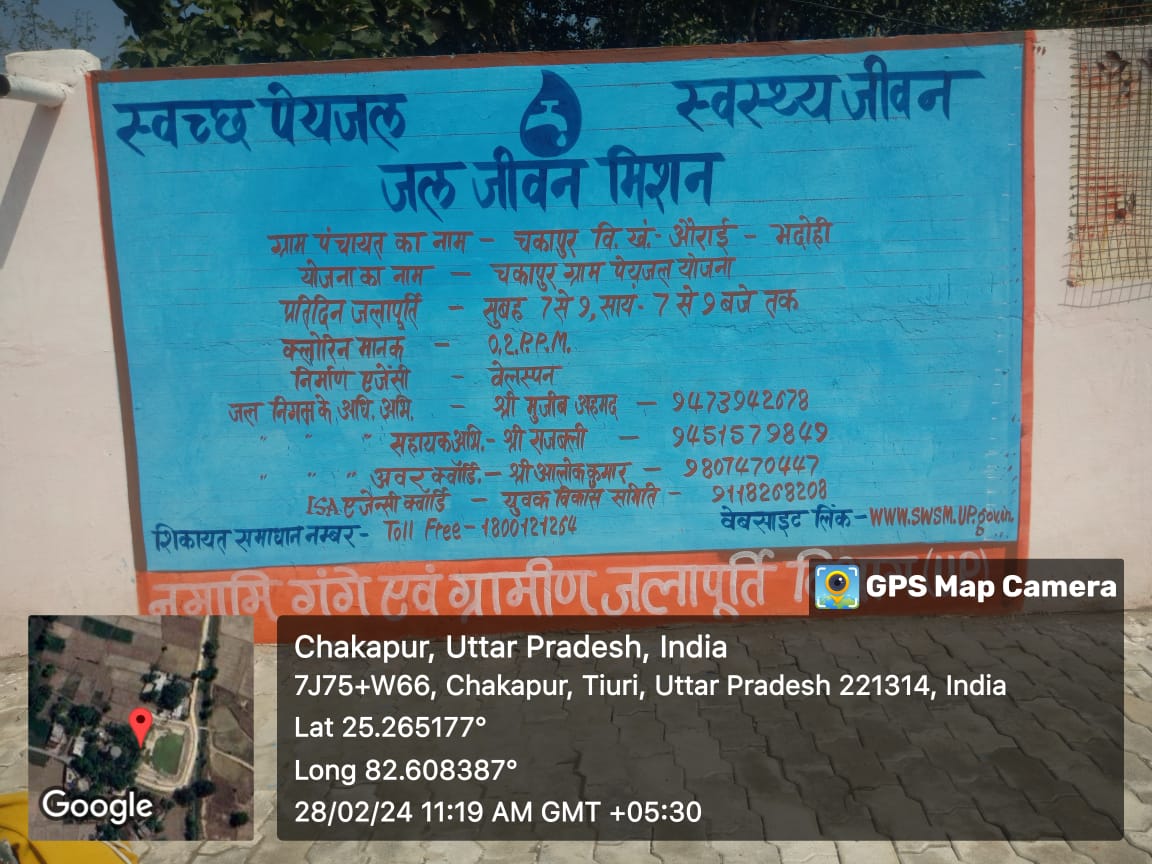 स्वच्छ पेयजल स्वस्थ्य जीवन
जल जीवन मिशन
ग्राम पंचायत का नाम – चकापुर वि. खं.- औराई – भदोही
योजना का नाम – चकापुर ग्राम पेयजल योजना
प्रतिदिन जलापूर्ति – सुबह 7 से 9, सायं- 7 से 9 बजे तक
क्लोरिन मानक – 0.2.P.P.M.
निर्माण एजेंसी – वेलस्पन
जल निगम के अधि. अभि. – श्री मुजीब अहमद – 9473942678
" " " सहायक अभि.- श्री राजबली – 9451579849
" " " अवर क्वॉर्डि.– श्री आलोक कुमार – 9807470447
ISA एजेन्सी क्वॉर्डि – युवक विकास समिति – 9118268208
शिकायत समाधान नम्बर- Toll Free- 1800121264
वेबसाइट लिंक-WWW.SWSM.UP.gov.in
नमामि गंगे एवं ग्रामीण जलापूर्ति (UP)
GPS Map Camera
Chakapur, Uttar Pradesh, India
7J75+W66, Chakapur, Tiuri, Uttar Pradesh 221314, India
Lat 25.265177°
Long 82.608387°
28/02/24 11:19 AM GMT +05:30
Google